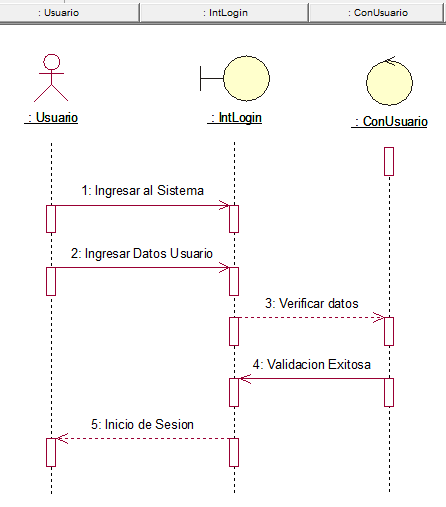 : Usuario
: IntLogin
: ConUsuario
: Usuario
: IntLogin
: ConUsuario
1: Ingresar al Sistema
2: Ingresar Datos Usuario
3: Verificar datos
4: Validacion Exitosa
5: Inicio de Sesion